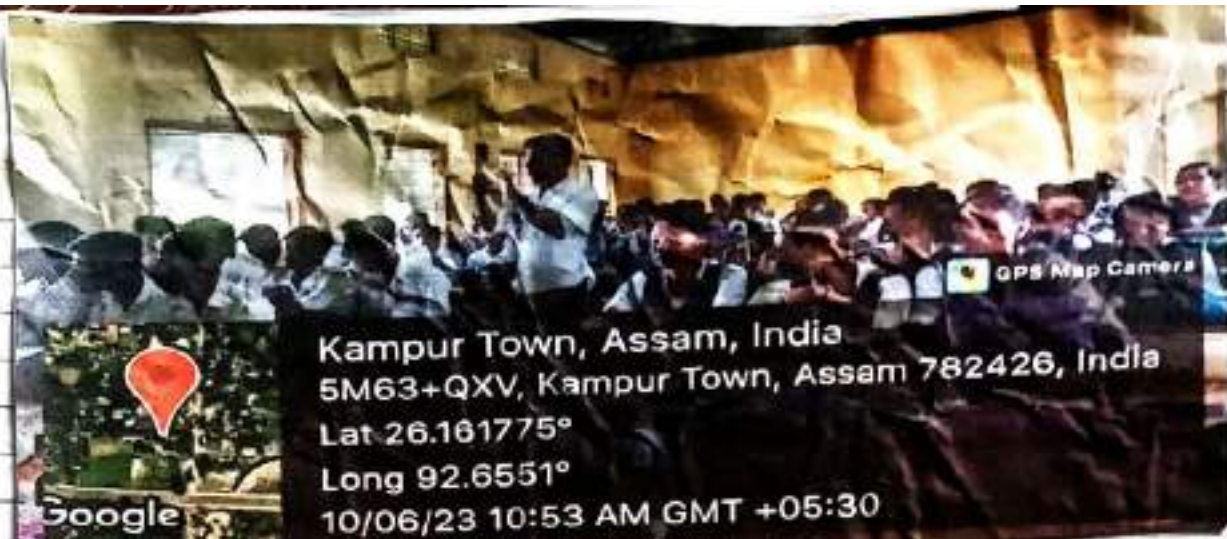 GPS Map Camera
Kampur Town, Assam, India
5M63+QXV, Kampur Town, Assam 782426, India
Lat 26.161775°
Long 92.6551°
10/06/23 10:53 AM GMT +05:30
Google